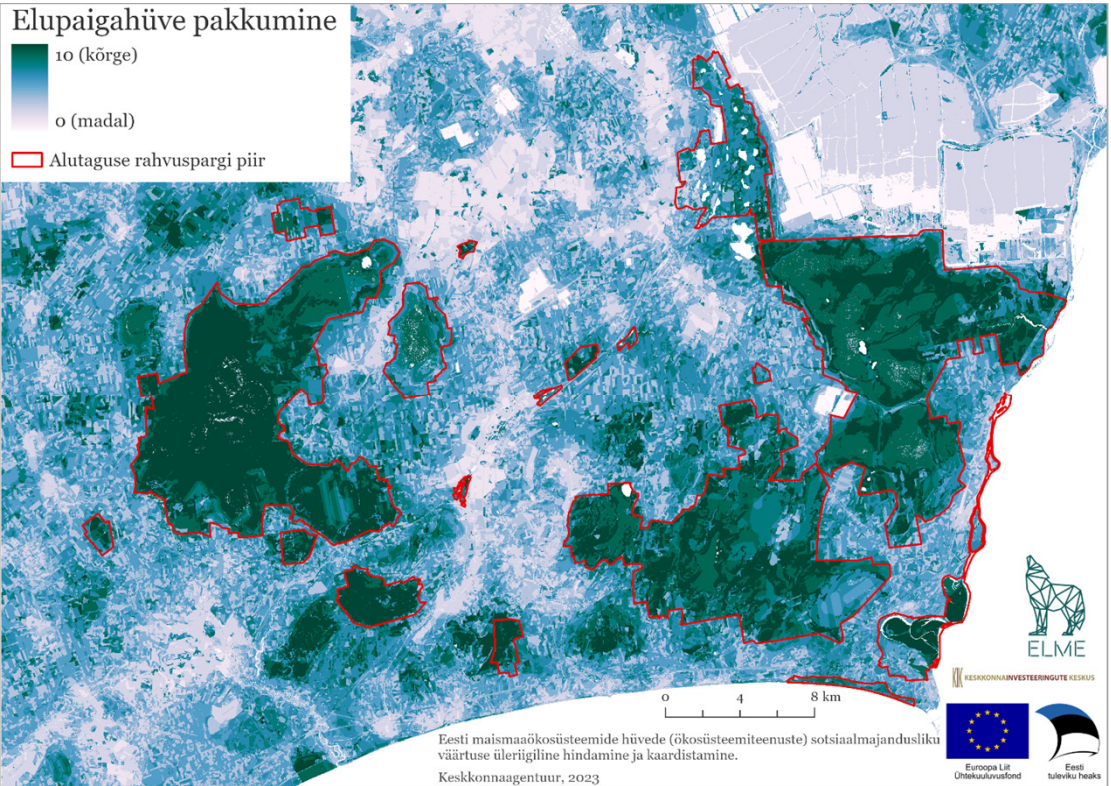 Elupaigahüve pakkumine
10 (kõrge)
0 (madal)
Alutaguse rahvuspargi piir
ELME
KIK KESKKONNAINVESTEERINGUTE KESKUS
0 4 8 km
Eesti maismaaökosüsteemide hüvede (ökosüsteemiteenuste) sotsiaalmajandusliku
väärtuse üleriigiline hindamine ja kaardistamine.
Keskkonnaagentuur, 2023
Euroopa Liit
Ühtekuuluvusfond
Eesti
tuleviku heaks